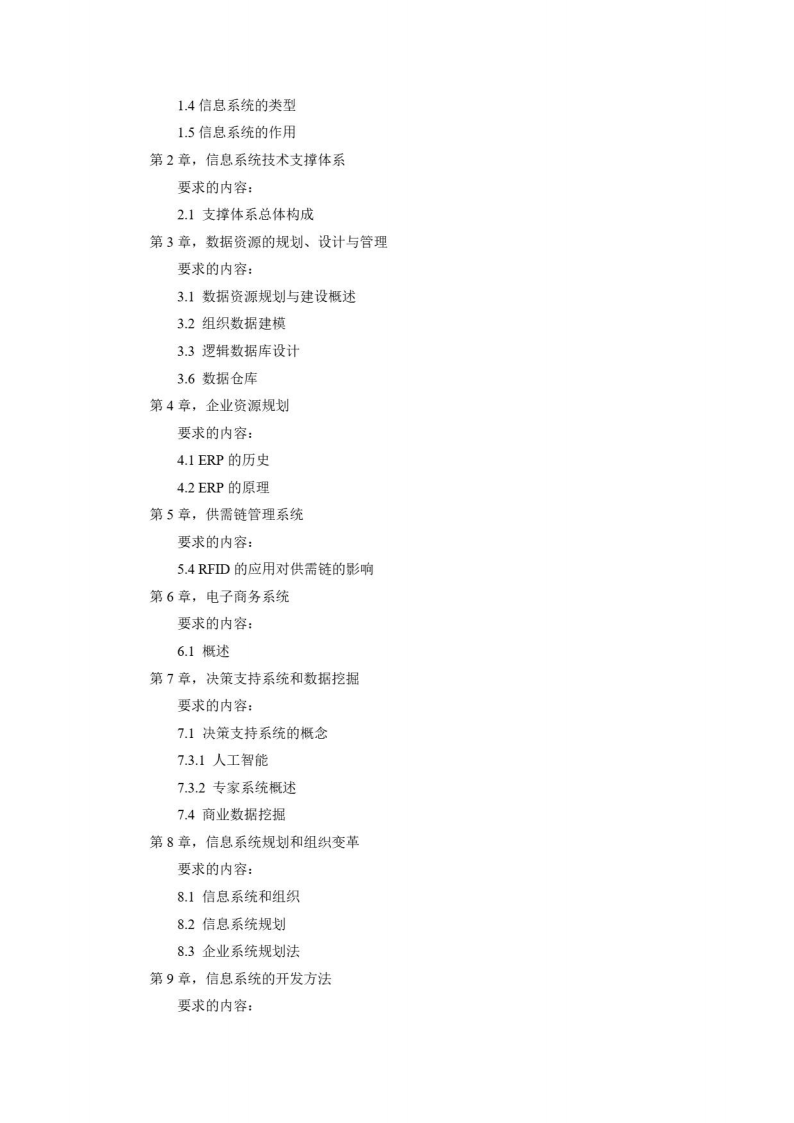 1.4 信息系统的类型
1.5 信息系统的作用
第 2 章，信息系统技术支撑体系
要求的内容：
2.1 支撑体系总体构成
第 3 章，数据资源的规划、设计与管理
要求的内容：
3.1 数据资源规划与建设概述
3.2 组织数据建模
3.3 逻辑数据库设计
3.6 数据仓库
第 4 章，企业资源规划
要求的内容：
4.1 ERP 的历史
4.2 ERP 的原理
第 5 章，供需链管理系统
要求的内容：
5.4 RFID 的应用对供需链的影响
第 6 章，电子商务系统
要求的内容：
6.1 概述
第 7 章，决策支持系统和数据挖掘
要求的内容：
7.1 决策支持系统的概念
7.3.1 人工智能
7.3.2 专家系统概述
7.4 商业数据挖掘
第 8 章，信息系统规划和组织变革
要求的内容：
8.1 信息系统和组织
8.2 信息系统规划
8.3 企业系统规划法
第 9 章，信息系统的开发方法
要求的内容：